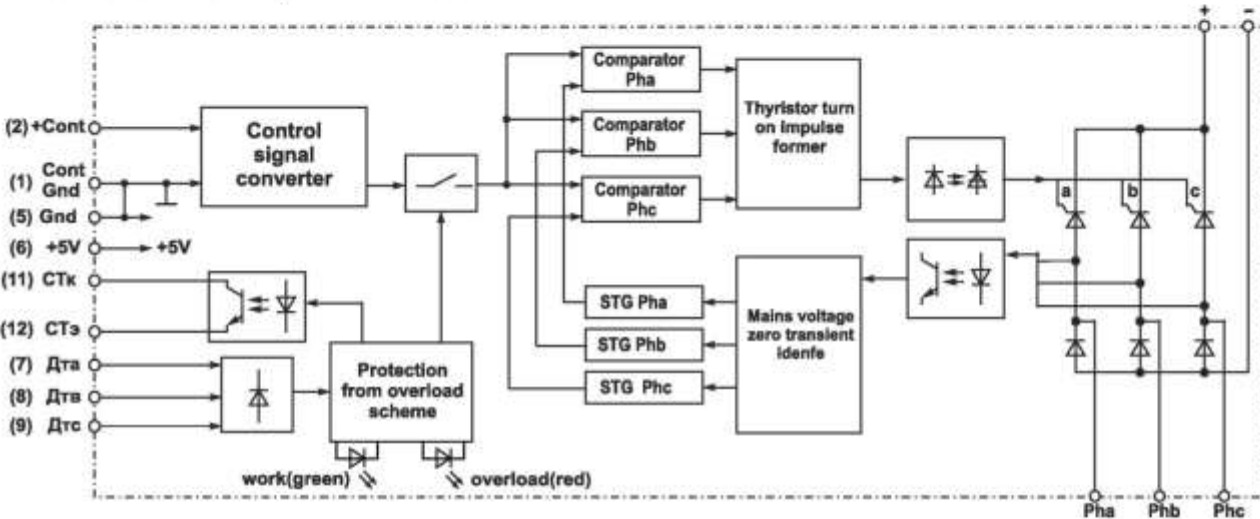 + −
(2) +Cont
Control
signal
converter
Cont
(1) Gnd
(5) Gnd
(6) +5V +5V
(11) CTк
(12) CTэ
(7) Дта
(8) Дтв
(9) Дтс
Protection
from overload
scheme
work(green)
overload(red)
Comparator
Pha
Comparator
Phb
Comparator
Phc
Thyristor turn
on impulse
former
STG Pha
STG Phb
STG Phc
Mains voltage
zero transient
idenfe
a b c
Pha Phb Phc